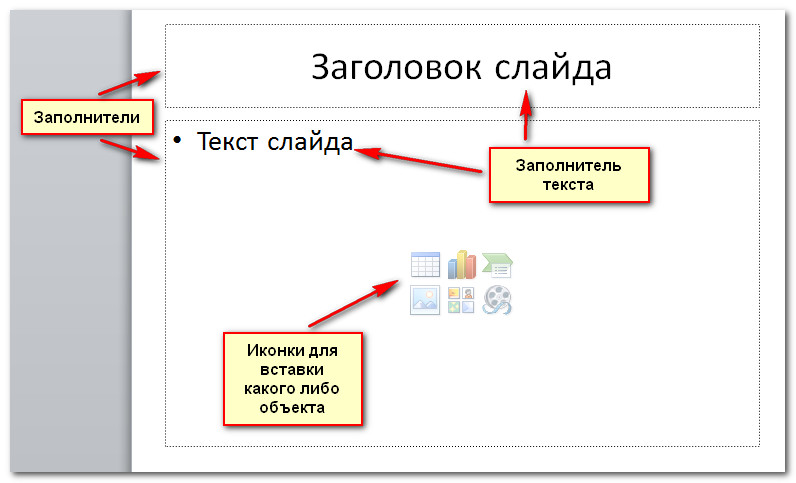 Заголовок слайда
Заполнители
• Текст слайда
Заполнитель
текста
Иконки для
вставки
какого либо
объекта